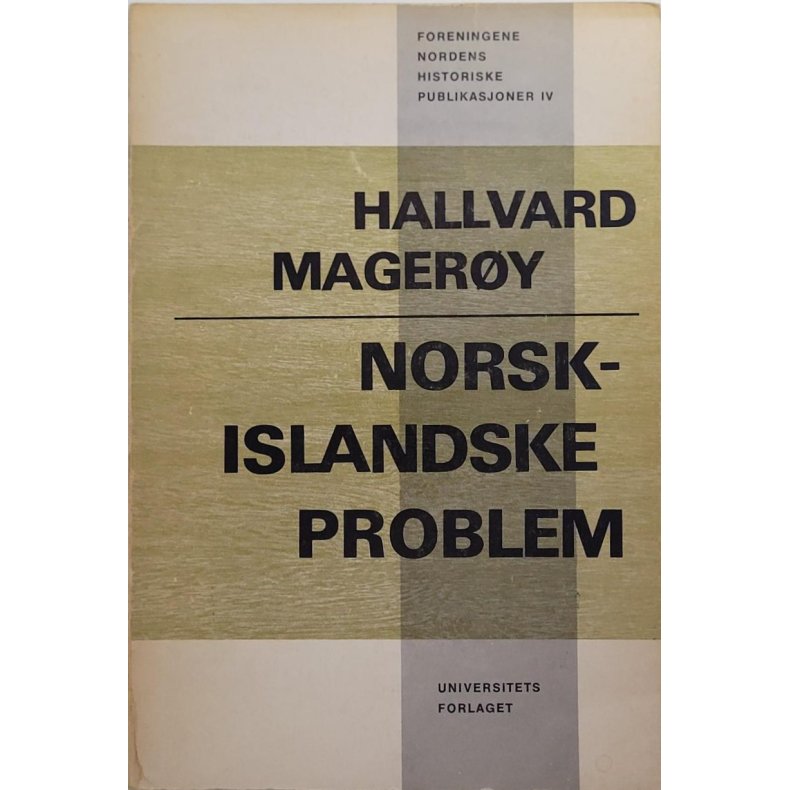 FORENINGENE
NORDENS
HISTORISKE
PUBLIKASJONER IV
HALLVARD
MAGERØY
NORSK-
ISLANDSKE
PROBLEM
UNIVERSITETS
FORLAGET